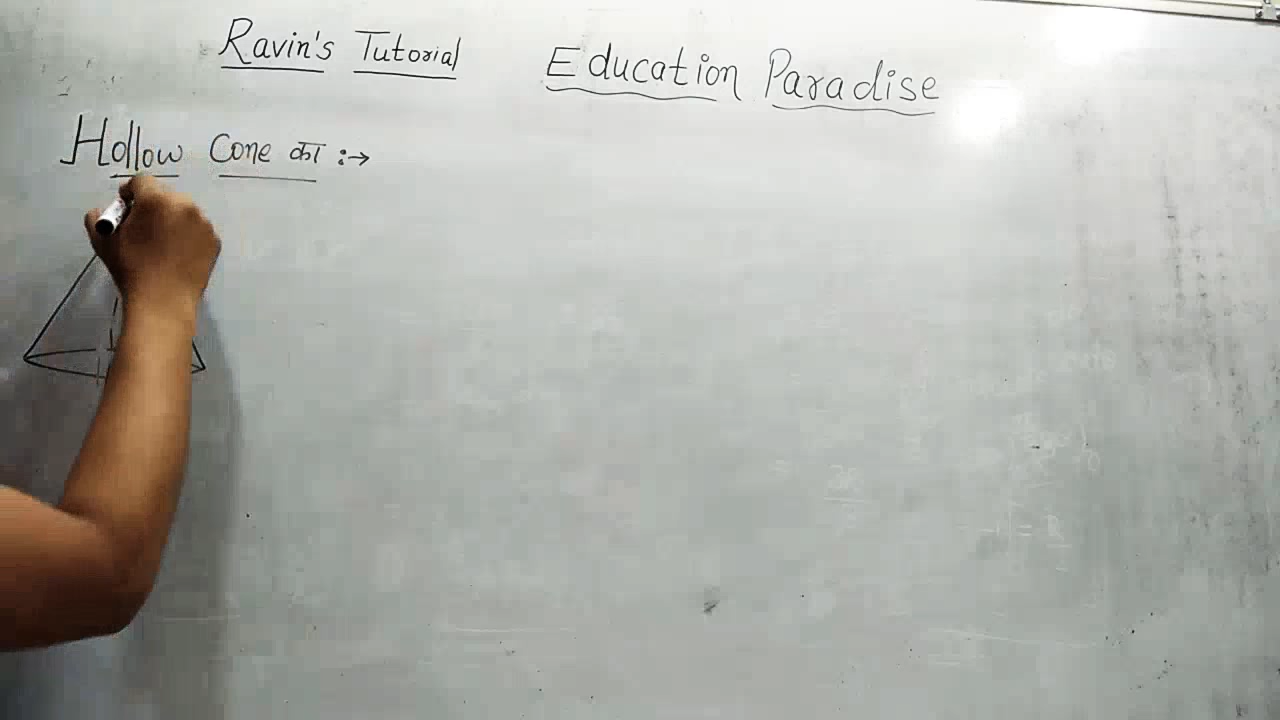 Ravin's Tutorial Education Paradise
Hollow Cone का :→